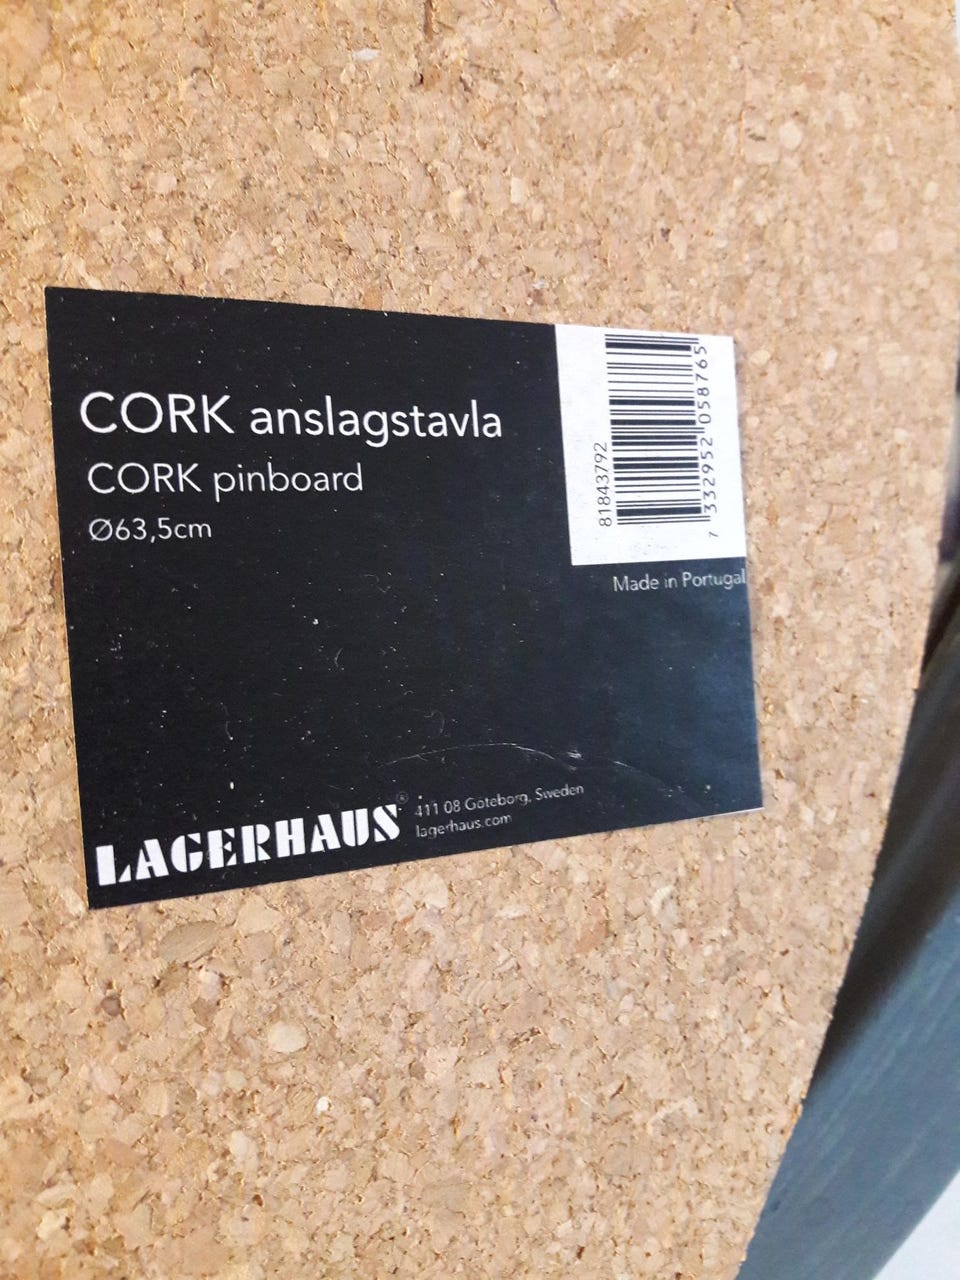 CORK anslagstavla
CORK pinboard
Ø63,5cm
81843792
7 332952 058765
Made in Portugal
LAGERHAUS®
411 08 Göteborg, Sweden
lagerhaus.com